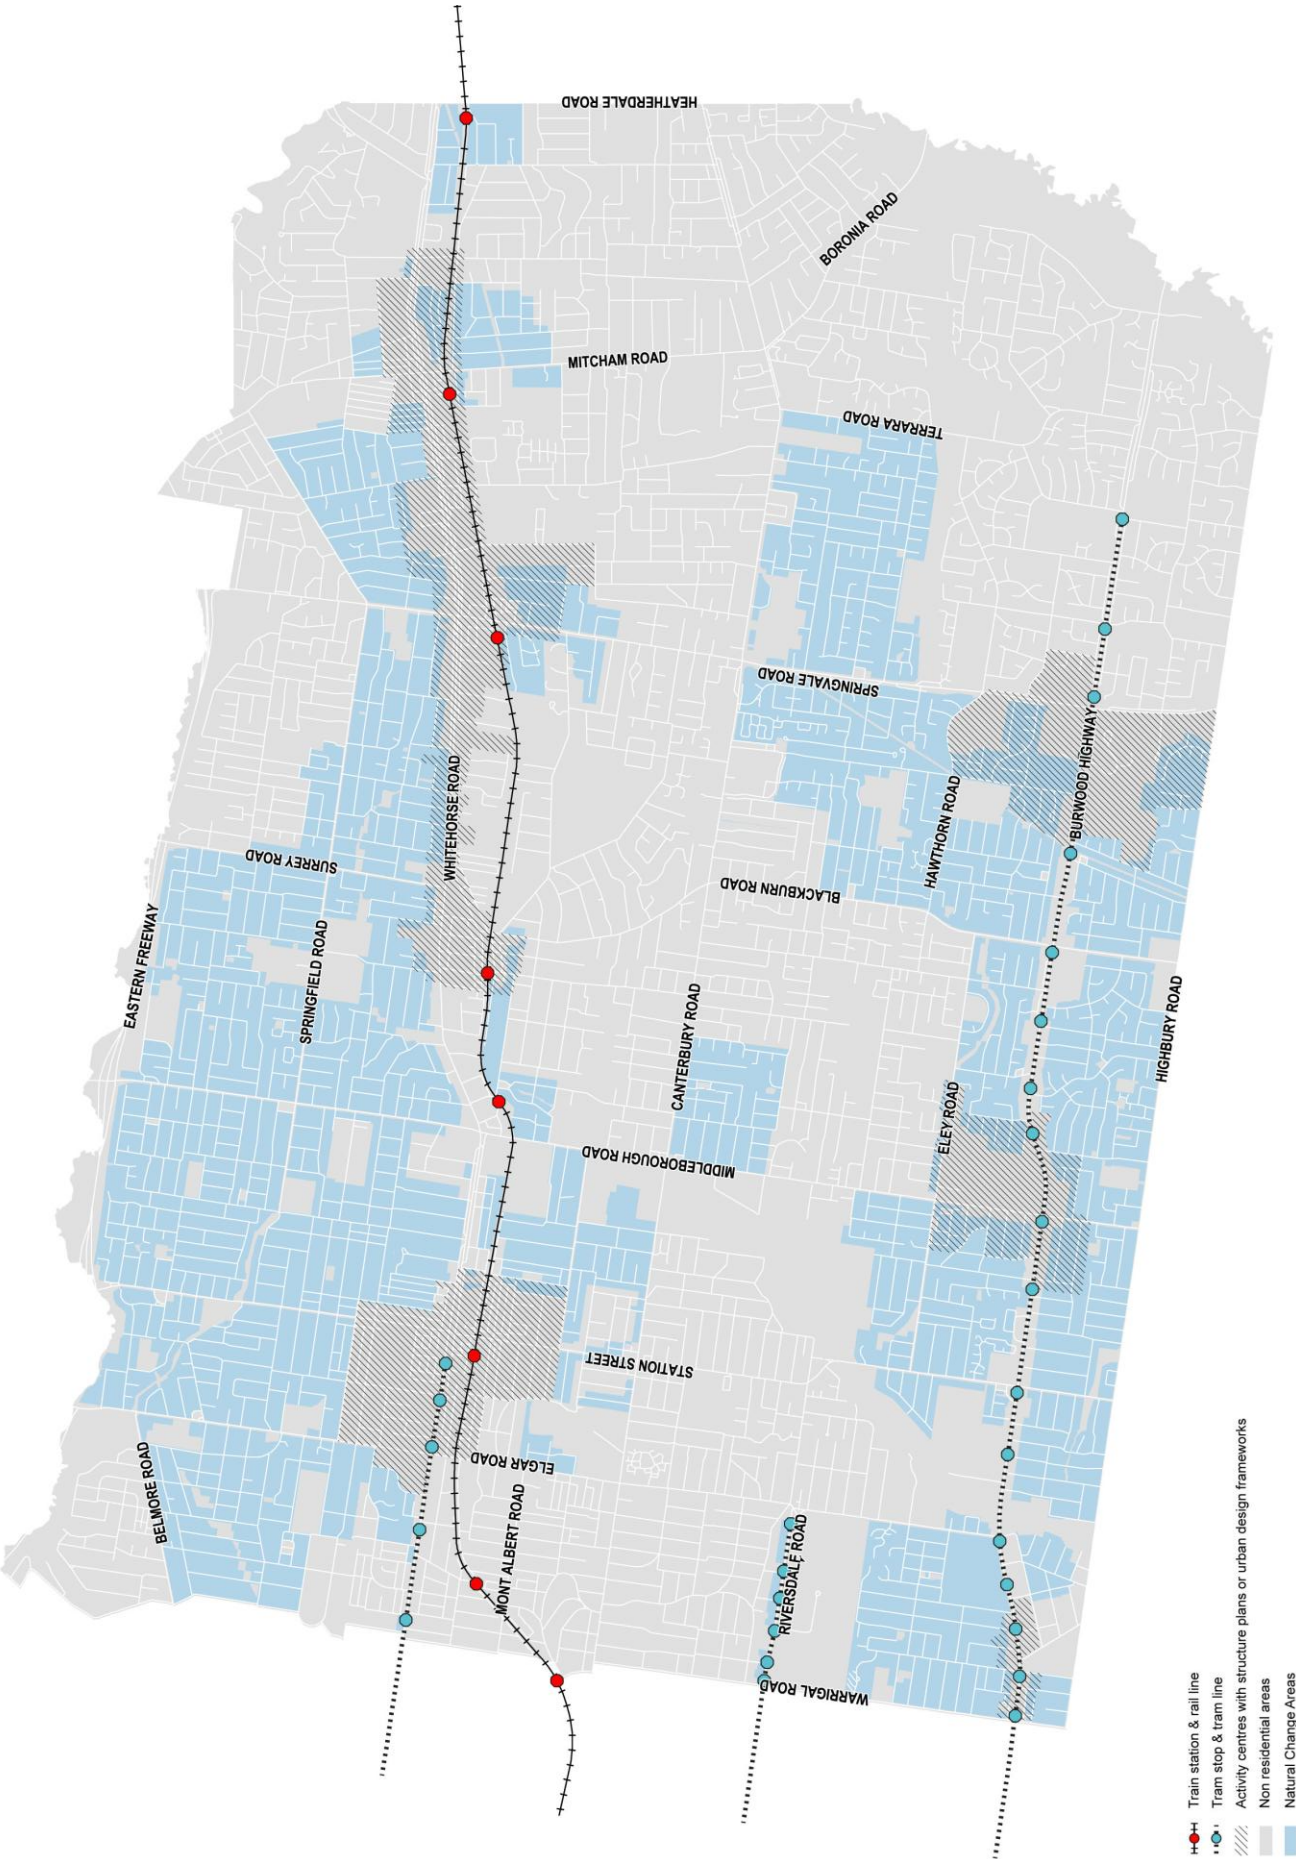 HEATHERDALE ROAD
BORONIA ROAD
MITCHAM ROAD
TERRARA ROAD
SPRINGVALE ROAD
WHITEHORSE ROAD
BURWOOD HIGHWAY
HAWTHORN ROAD
SURREY ROAD
BLACKBURN ROAD
EASTERN FREEWAY
SPRINGFIELD ROAD
CANTERBURY ROAD
HIGHBURY ROAD
ELEY ROAD
MIDDLEBOROUGH ROAD
STATION STREET
BELMORE ROAD
ELGAR ROAD
MONT ALBERT ROAD
RIVERSDALE ROAD
WARRIGAL ROAD
Train station & rail line
Tram stop & tram line
Activity centres with structure plans or urban design frameworks
Non residential areas
Natural Change Areas